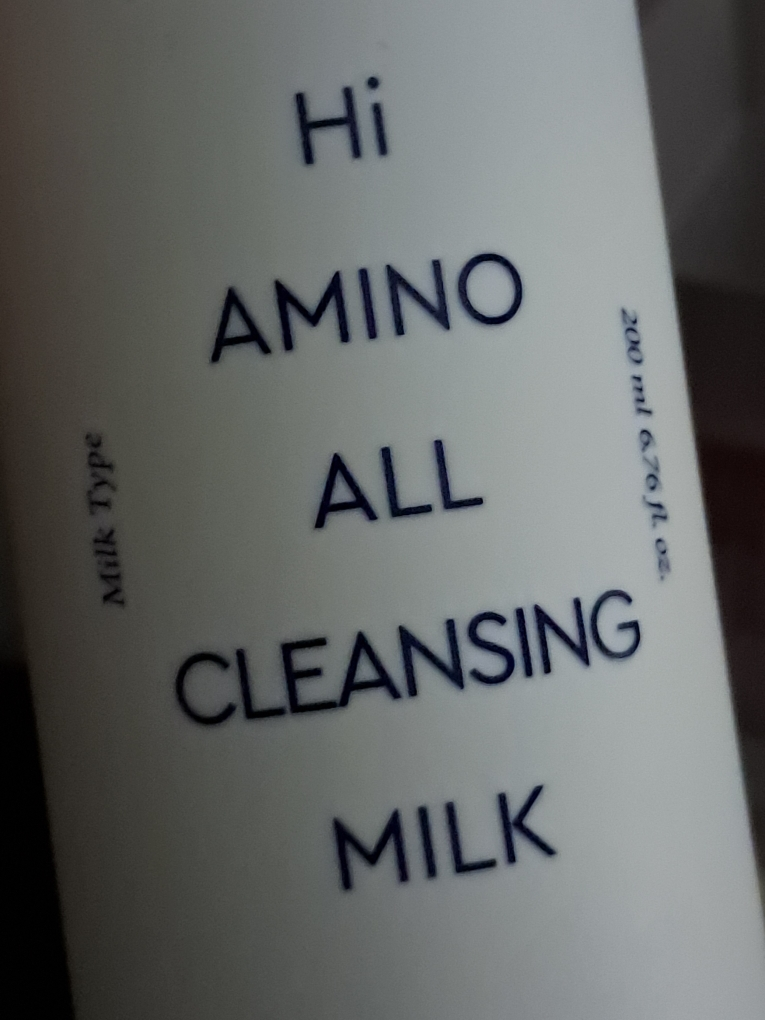 Hi
AMINO
ALL
CLEANSING
MILK
Milk Type
200 ml 6.76 fl. oz.